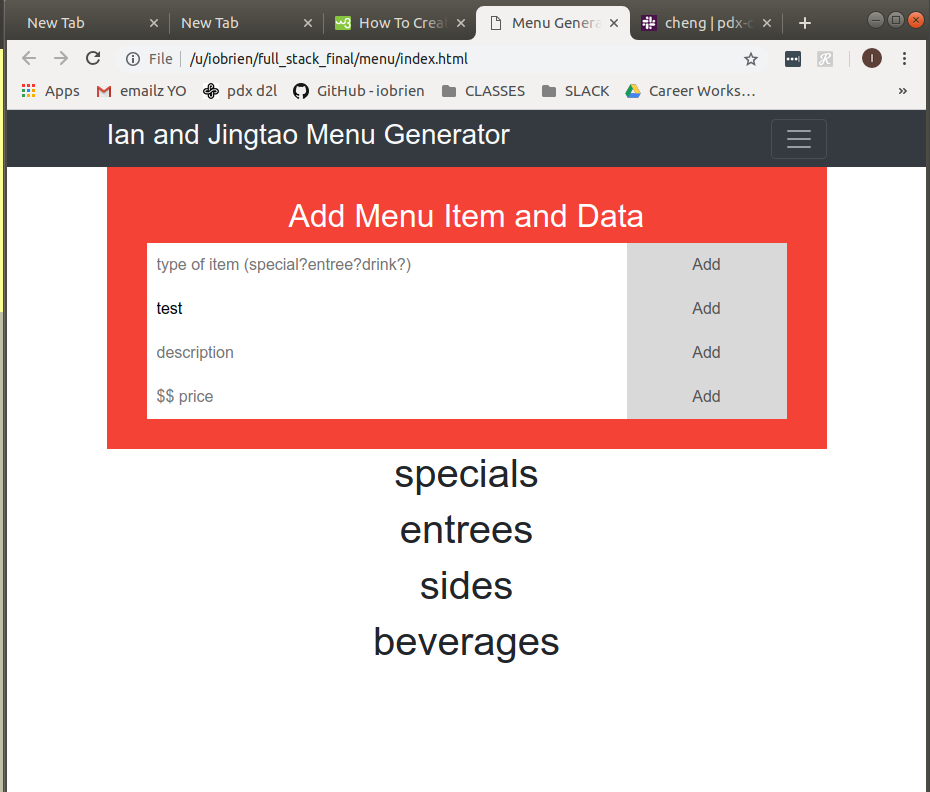 New Tab New Tab How To Crea Menu Genera cheng | pdx-c
File /u/iobrien/full_stack_final/menu/index.html I
Apps emailz YO pdx d2l GitHub - iobrien CLASSES SLACK Career Works… »
Ian and Jingtao Menu Generator
Add Menu Item and Data
type of item (special?entree?drink?) Add
test Add
description Add
$$ price Add
specials
entrees
sides
beverages